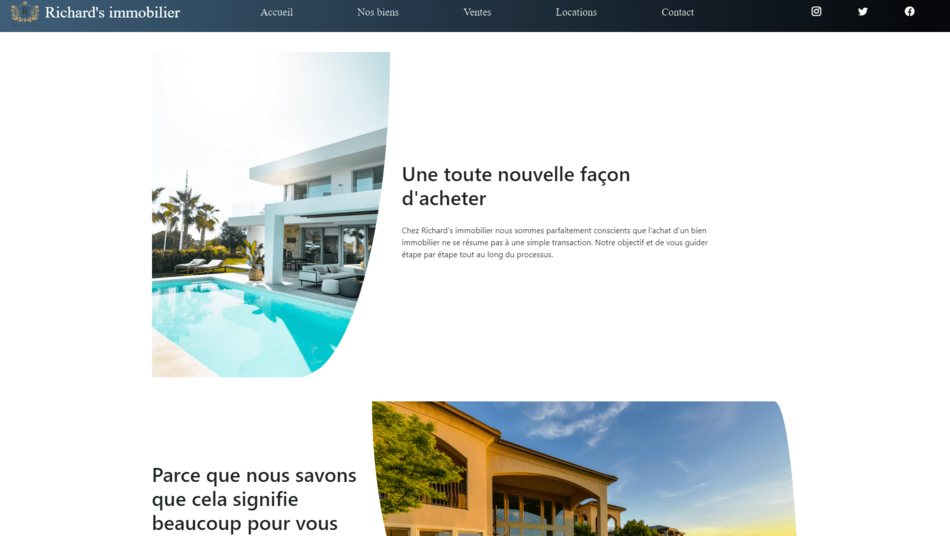 Richard's immobilier
Accueil
Nos biens
Ventes
Locations
Contact
Une toute nouvelle façon
d'acheter
Chez Richard's immobilier nous sommes parfaitement conscients que l'achat d'un bien
immobilier ne se résume pas à une simple transaction. Notre objectif et de vous guider
étape par étape tout au long du processus.
Parce que nous savons
que cela signifie
beaucoup pour vous